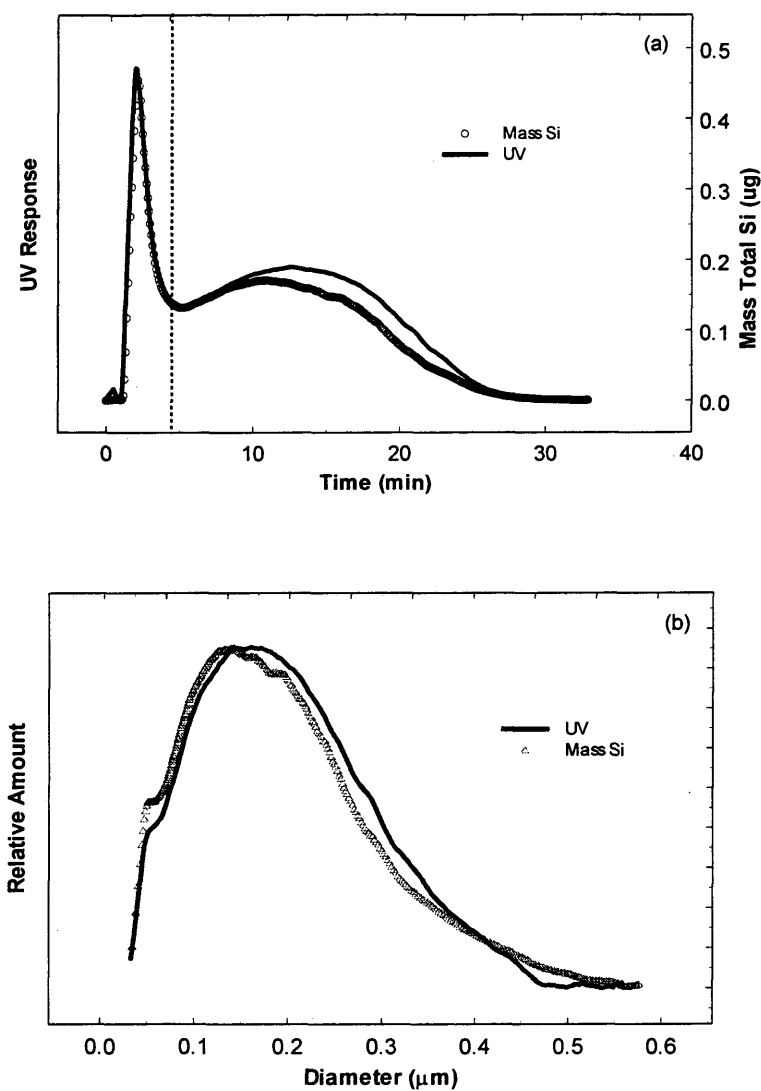 (a)
0.5
0.4
0.3
0.2
0.1
0.0
Mass Si
UV
UV Response
Mass Total Si (ug)
0 10 20 30 40
Time (min)
(b)
UV
Mass Si
Relative Amount
0.0 0.1 0.2 0.3 0.4 0.5 0.6
Diameter (μm)